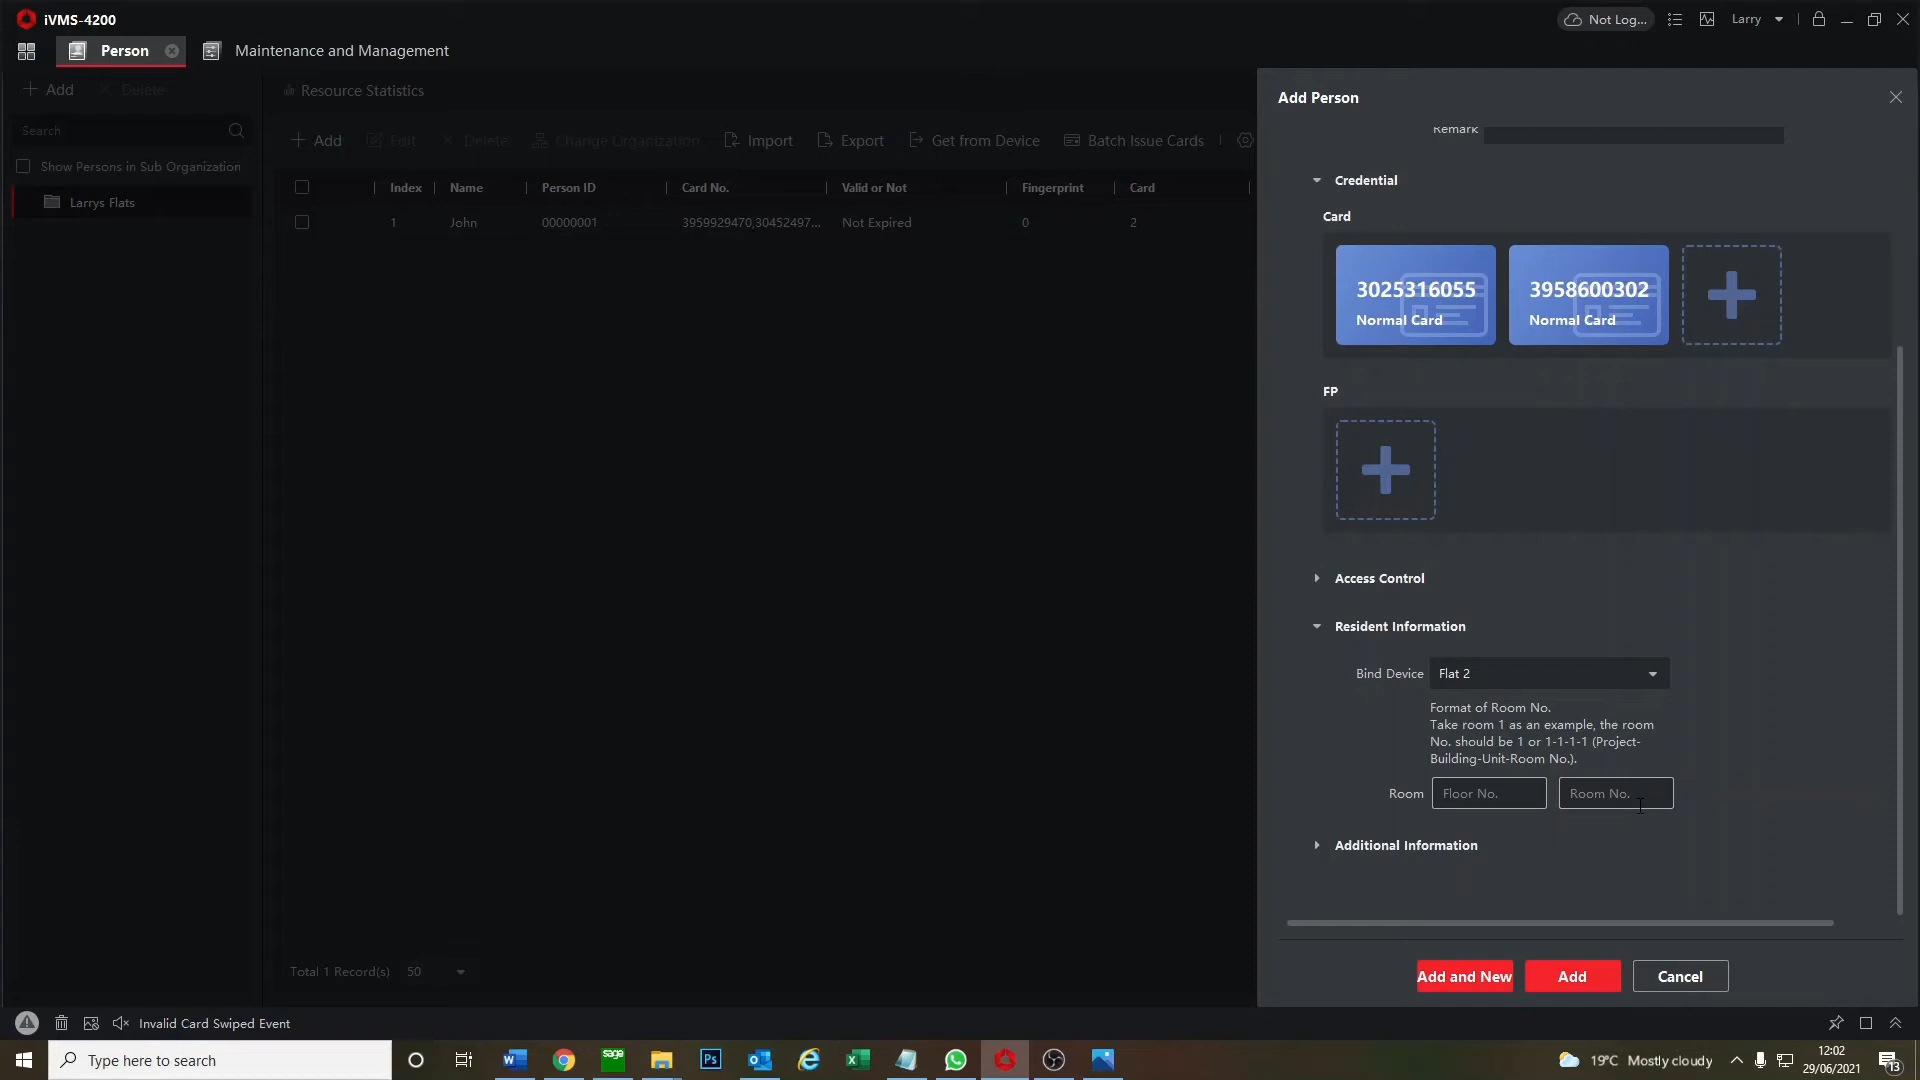 iVMS-4200
Not Log...
Larry
Person
Maintenance and Management
Add
Delete
Resource Statistics
Search
Show Persons in Sub Organization
Larrys Flats
Add
Edit
Delete
Change Organization
Import
Export
Get from Device
Batch Issue Cards
Index
Name
Person ID
Card No.
Valid or Not
Fingerprint
Card
1
John
00000001
3959929470,30452497...
Not Expired
0
2
Total 1 Record(s)
50
Add Person
Remark
Credential
Card
3025316055
Normal Card
3958600302
Normal Card
FP
Access Control
Resident Information
Bind Device
Flat 2
Format of Room No.
Take room 1 as an example, the room
No. should be 1 or 1-1-1-1 (Project-
Building-Unit-Room No.).
Room
Floor No.
Room No.
Additional Information
Add and New
Add
Cancel
Invalid Card Swiped Event
Type here to search
sage
Ps
19°C Mostly cloudy
12:02
29/06/2021
13